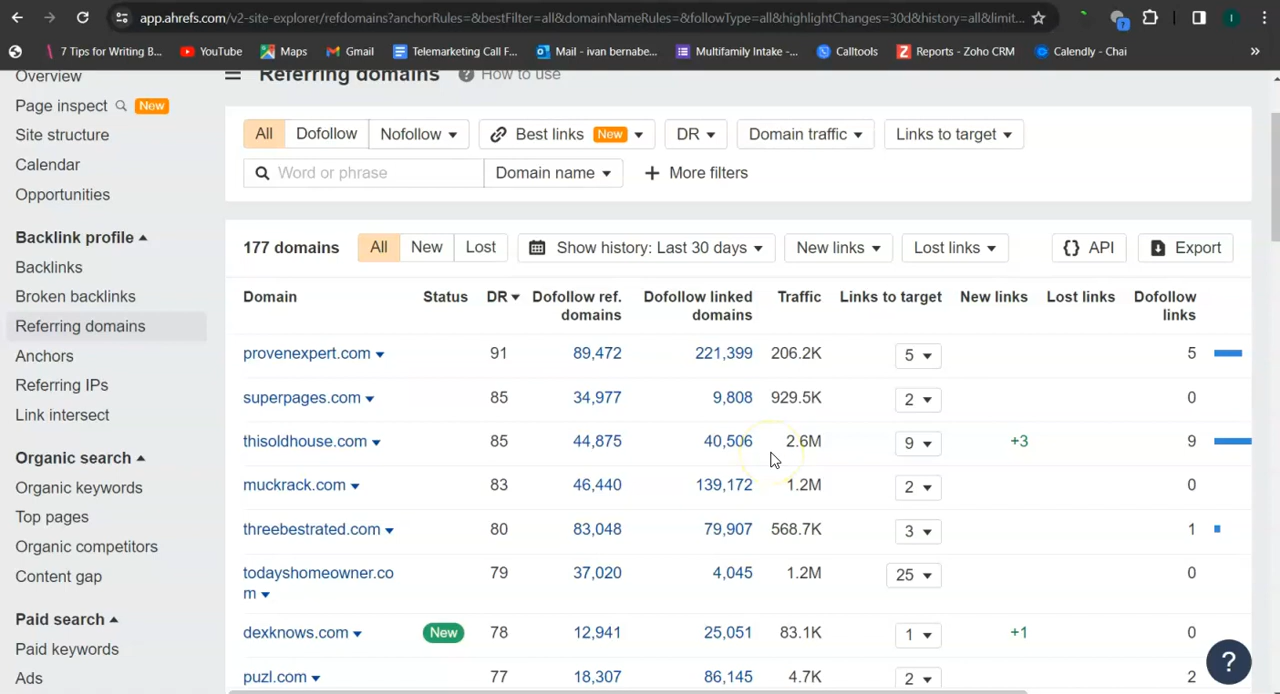 app.ahrefs.com/v2-site-explorer/refdomains?anchorRules=&bestFilter=all&domainNameRules=&followType=all&highlightChanges=30d&history=all&limit...
7 Tips for Writing B... YouTube Maps Gmail Telemarketing Call F... Mail - ivan bernabe... Multifamily Intake -... Calltools Reports - Zoho CRM Calendly - Chai »
Overview
Referring domains ? How to use
Page inspect New
Site structure
Calendar
Opportunities
Backlink profile
Backlinks
Broken backlinks
Referring domains
Anchors
Referring IPs
Link intersect
Organic search
Organic keywords
Top pages
Organic competitors
Content gap
Paid search
Paid keywords
Ads
All Dofollow Nofollow Best links New DR Domain traffic Links to target
Word or phrase Domain name + More filters
177 domains All New Lost Show history: Last 30 days New links Lost links {} API Export
Domain Status DR Dofollow ref. domains Dofollow linked domains Traffic Links to target New links Lost links Dofollow links
provenexpert.com 91 89,472 221,399 206.2K 5 5
superpages.com 85 34,977 9,808 929.5K 2 0
thisoldhouse.com 85 44,875 40,506 2.6M 9 +3 9
muckrack.com 83 46,440 139,172 1.2M 2 0
threebestrated.com 80 83,048 79,907 568.7K 3 1
todayshomeowner.co
m 79 37,020 4,045 1.2M 25 0
dexknows.com New 78 12,941 25,051 83.1K 1 +1 0
puzl.com 77 18,307 86,145 4.7K 2 2
?